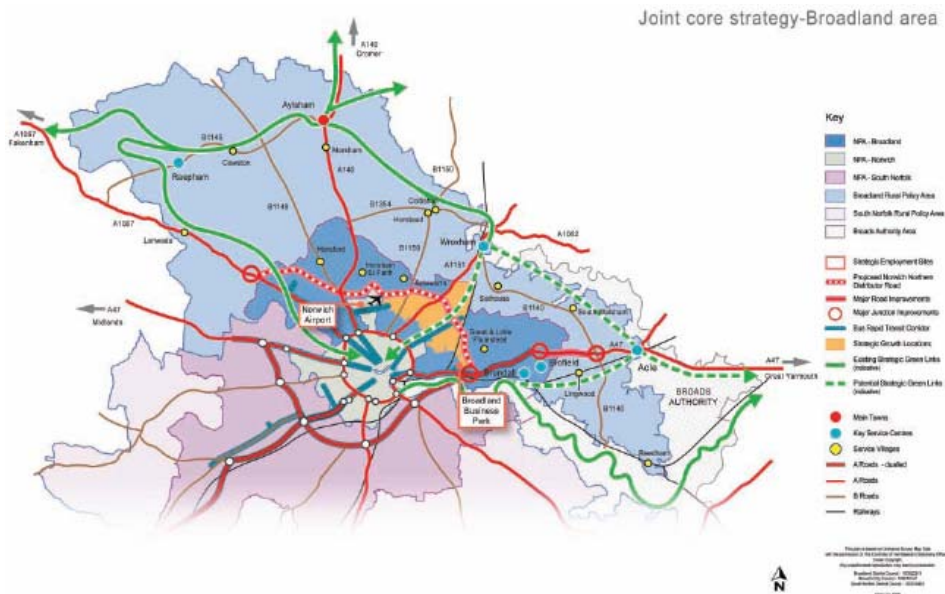 Joint core strategy-Broadland area
A140
Cromer
Aylsham
A1067
Fakenham
B1145
Cawston
Reepham
Marsham
A140
B1150
B1149
B1354
Coltishall
Horstead
A1067
Lenwade
Wroxham
A1062
Horsford
Horsham
St Faith
B1150
A1151
Salhouse
B1140
A47
Midlands
Norwich
Airport
Great & Little
Plumstead
A47
Acle
A47
Great Yarmouth
Blofield
Brundall
Lingwood
BROADS
AUTHORITY
Broadland
Business
Park
B1140
Reedham
Key
NPA - Broadland
NPA - Norwich
NPA - South Norfolk
Broadland Rural Policy Area
South Norfolk Rural Policy Area
Broads Authority Area
Strategic Employment Sites
Proposed Norwich Northern
Distributor Road
Major Road Improvements
Major Junction Improvements
Bus Rapid Transit Corridor
Strategic Growth Locations
Existing Strategic Green Links
(indicative)
Potential Strategic Green Links
(indicative)
Main Towns
Key Service Centres
Service Villages
A Roads - dualled
A Roads
B Roads
Railways
N